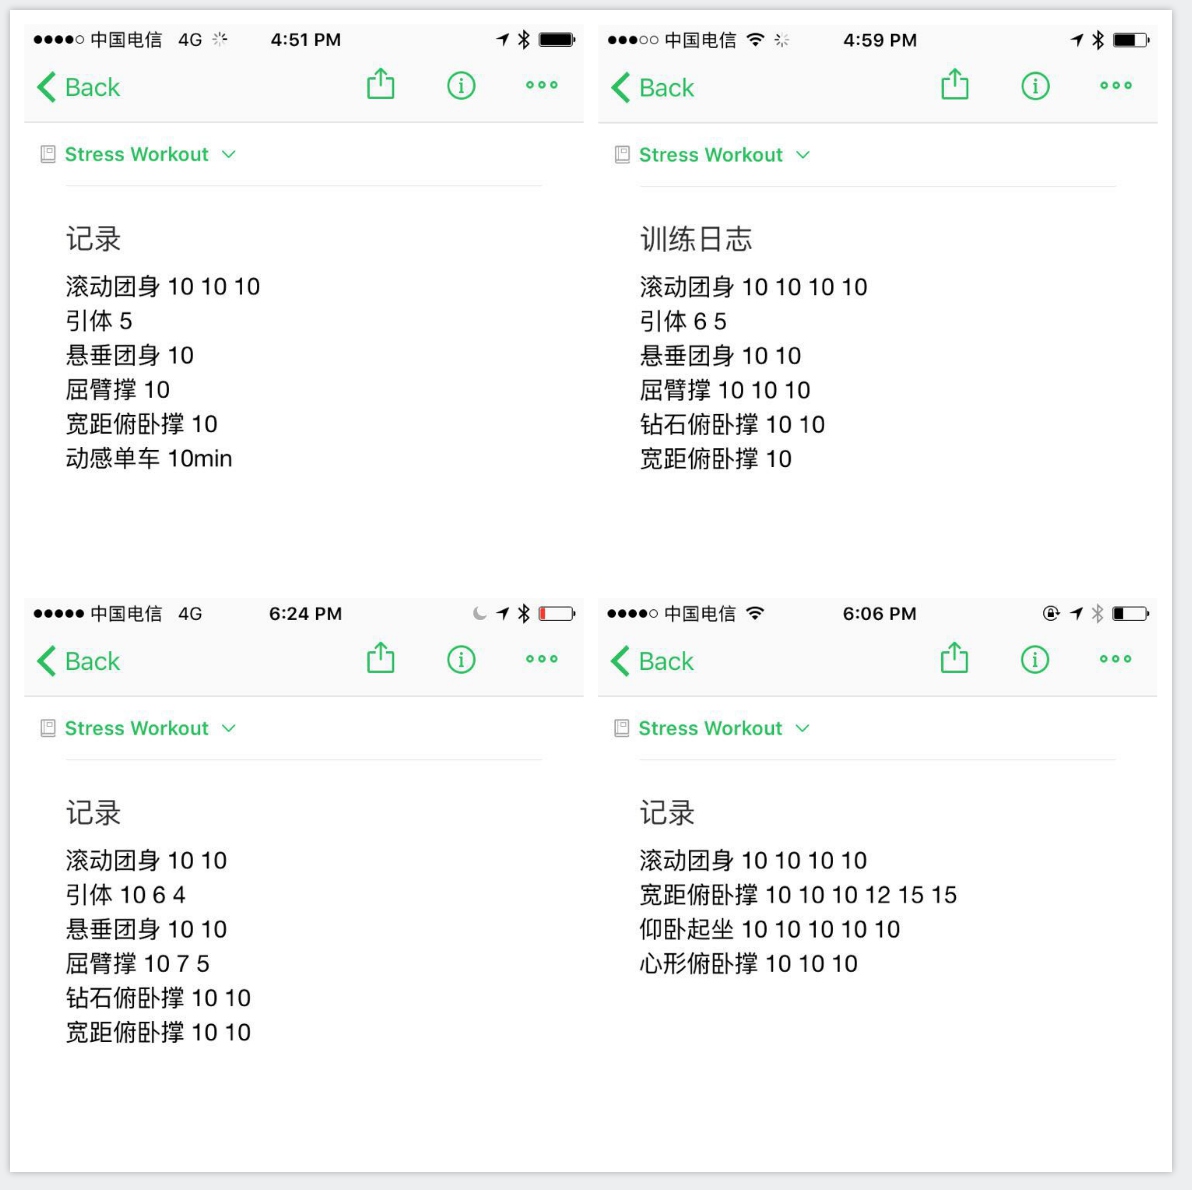 中国电信 4G 4:51 PM
Back
Stress Workout
记录
滚动团身 10 10 10
引体 5
悬垂团身 10
屈臂撑 10
宽距俯卧撑 10
动感单车 10min
中国电信 4:59 PM
Back
Stress Workout
训练日志
滚动团身 10 10 10 10
引体 6 5
悬垂团身 10 10
屈臂撑 10 10 10
钻石俯卧撑 10 10
宽距俯卧撑 10
中国电信 4G 6:24 PM
Back
Stress Workout
记录
滚动团身 10 10
引体 10 6 4
悬垂团身 10 10
屈臂撑 10 7 5
钻石俯卧撑 10 10
宽距俯卧撑 10 10
中国电信 6:06 PM
Back
Stress Workout
记录
滚动团身 10 10 10 10
宽距俯卧撑 10 10 10 12 15 15
仰卧起坐 10 10 10 10 10
心形俯卧撑 10 10 10